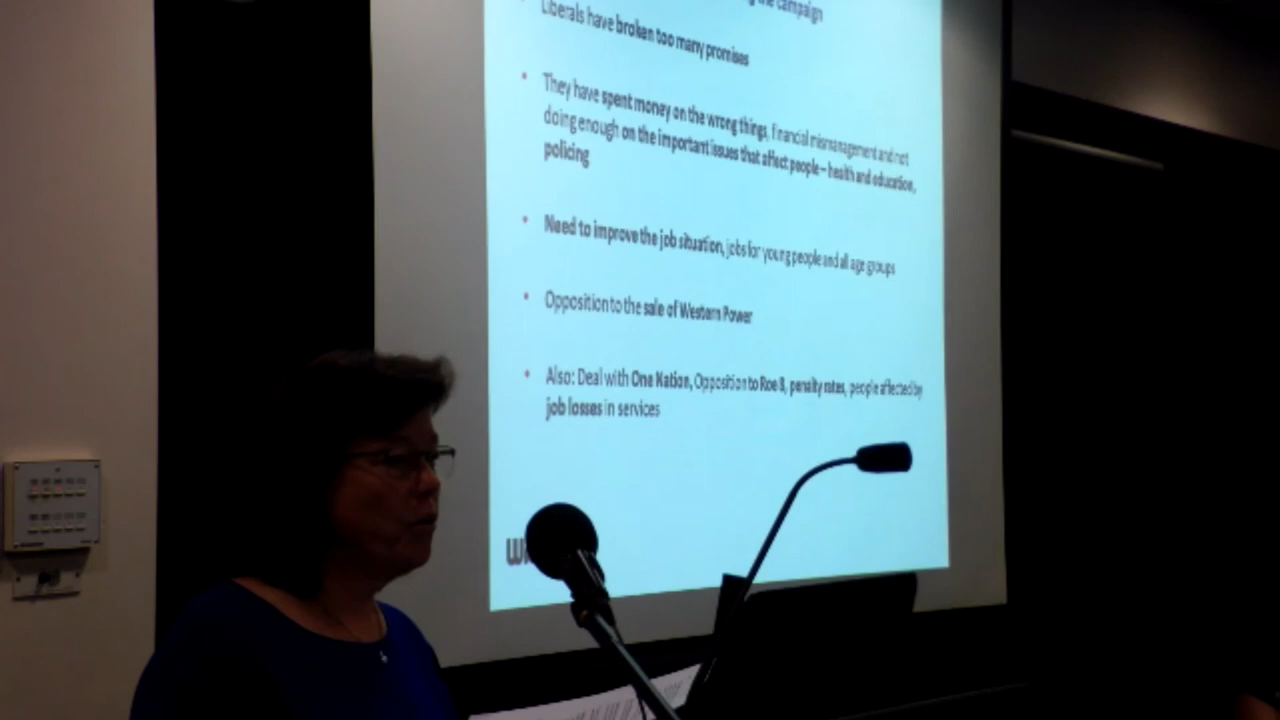 the campaign
Liberals have broken too many promises
They have spent money on the wrong things, financial mismanagement and not
doing enough on the important issues that affect people – health and education,
policing
Need to improve the job situation, jobs for young people and all age groups
Opposition to the sale of Western Power
Also: Deal with One Nation, Opposition to Roe 8, penalty rates, people affected by
job losses in services